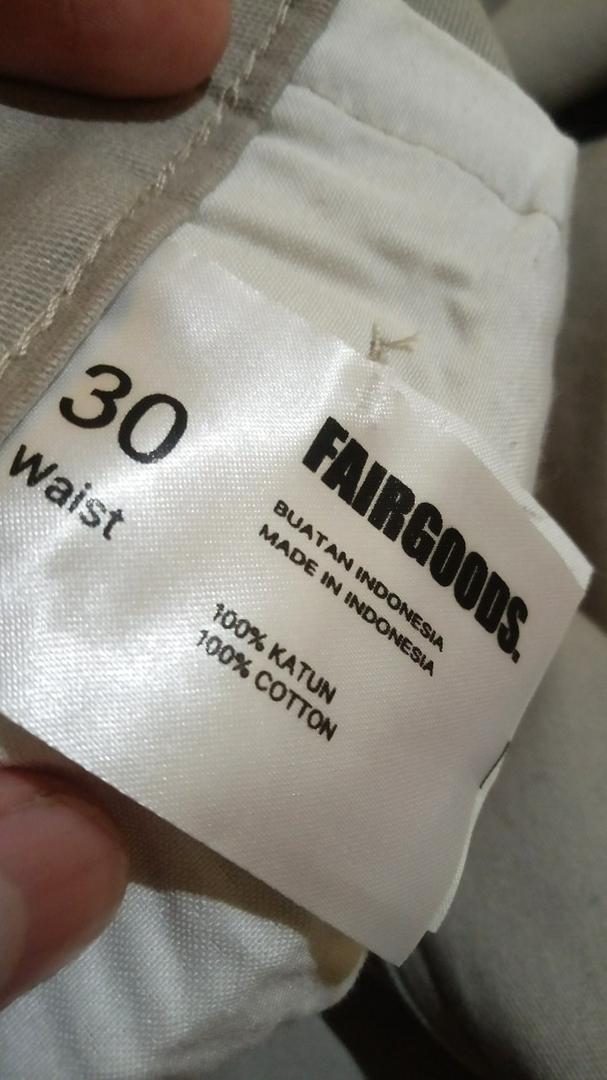 30
Waist
FAIRGOODS.
BUATAN INDONESIA
MADE IN INDONESIA
100% KATUN
100% COTTON